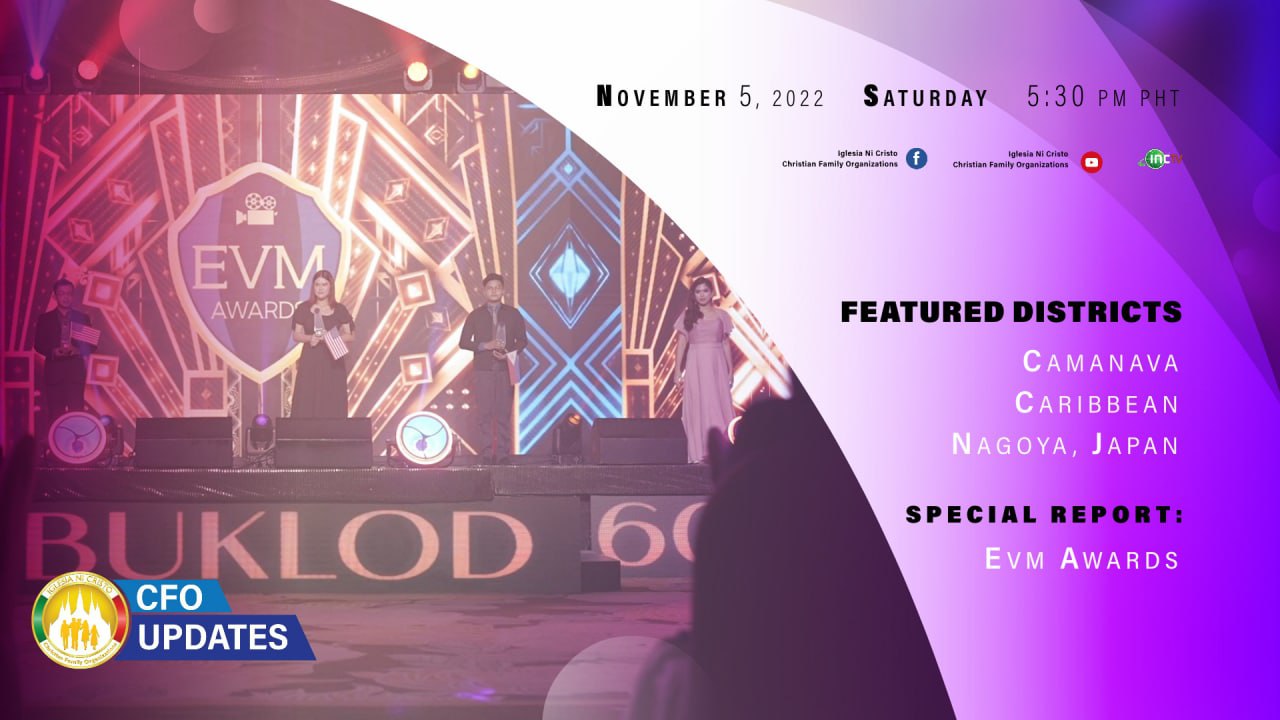 NOVEMBER 5, 2022 SATURDAY 5:30 PM PHT
Iglesia Ni Cristo
Christian Family Organizations
Iglesia Ni Cristo
Christian Family Organizations
INCTV
EVM
AWARDS
FEATURED DISTRICTS
CAMANAVA
CARIBBEAN
NAGOYA, JAPAN
SPECIAL REPORT:
EVM AWARDS
BUKLOD 60
IGLESIA NI CRISTO
Christian Family Organizations
CFO
UPDATES